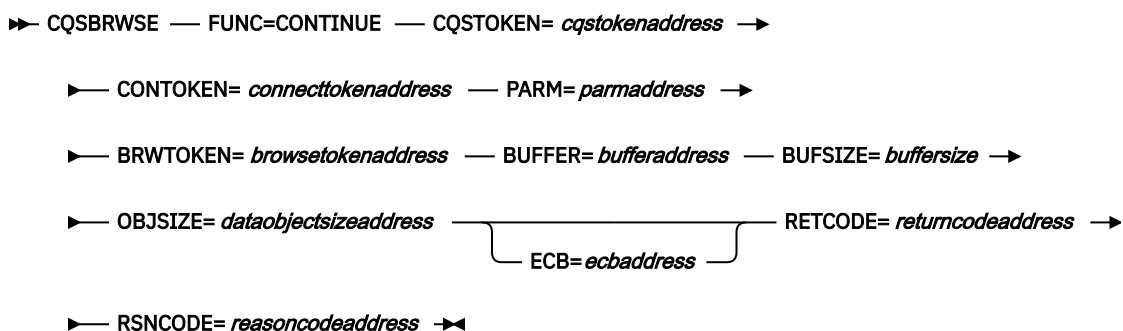 CQSBRWSE FUNC=CONTINUE CQSTOKEN= cqstokenaddress
CONTOKEN= connecttokenaddress PARM= parmaddress
BRWTOKEN= browsetokenaddress BUFFER= bufferaddress BUFSIZE= buffersize
OBJSIZE= dataobjectsizeaddress RETCODE= returncodeaddress
ECB= ecbaddress
RSNCODE= reasoncodeaddress